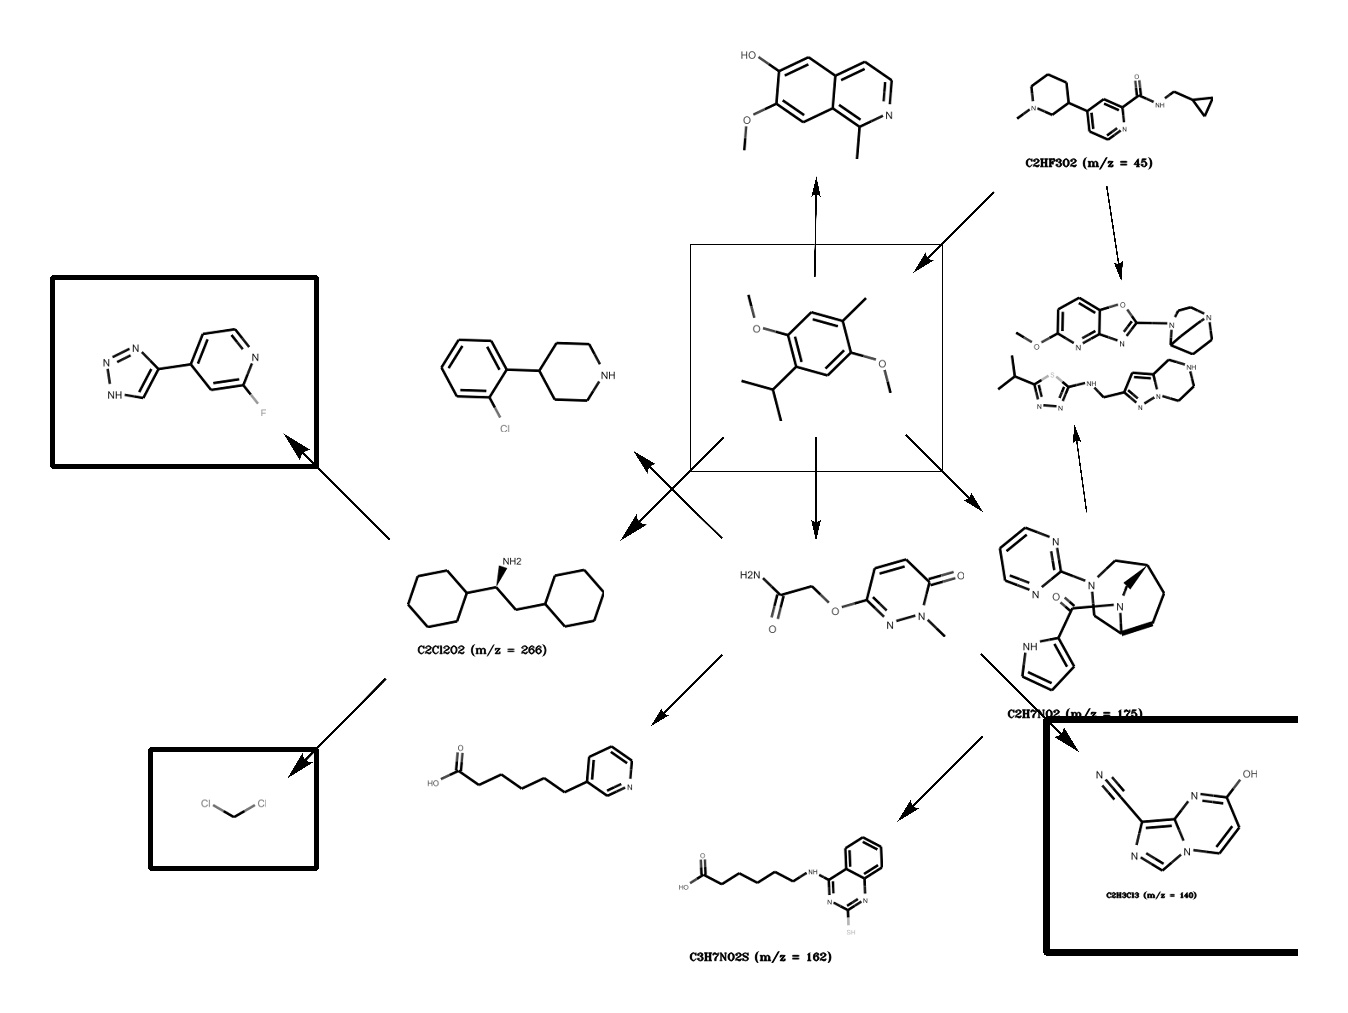 HO
O
N
O
N
NH
C2HF3O2 (m/z = 45)
O
N
N
O
N
O
N
S
N
N
NH
N
N
NH
O
O
N
N
N
NH
N
F
NH
Cl
NH2
C2Cl2O2 (m/z = 266)
H2N
O
O
N
N
O
N
N
N
O
N
NH
C2H7NO2 (m/z = 175)
Cl
Cl
O
HO
N
N
N
OH
N
N
C2H3Cl3 (m/z = 140)
O
HO
NH
N
N
SH
C3H7NO2S (m/z = 162)